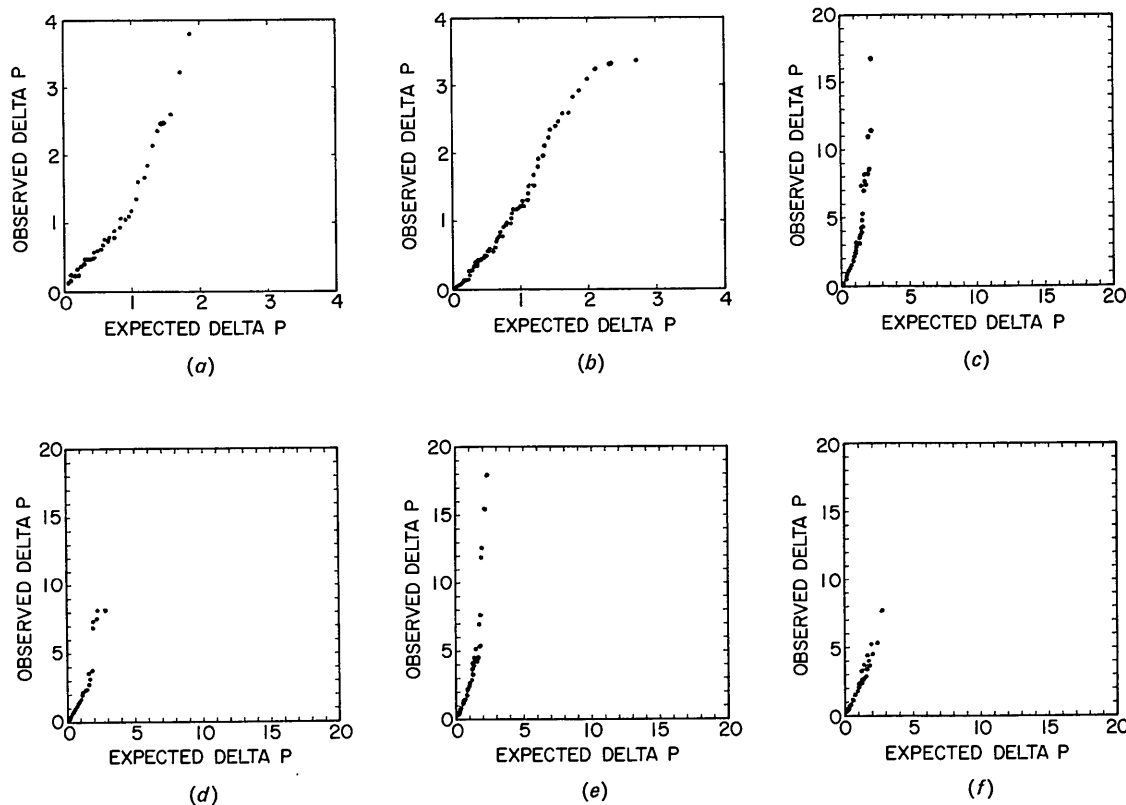 OBSERVED DELTA P
4
3
2
1
0
0 1 2 3 4
EXPECTED DELTA P
(a)
OBSERVED DELTA P
4
3
2
1
0
0 1 2 3 4
EXPECTED DELTA P
(b)
OBSERVED DELTA P
20
15
10
5
0
0 5 10 15 20
EXPECTED DELTA P
(c)
OBSERVED DELTA P
20
15
10
5
0
0 5 10 15 20
EXPECTED DELTA P
(d)
OBSERVED DELTA P
20
15
10
5
0
0 5 10 15 20
EXPECTED DELTA P
(e)
OBSERVED DELTA P
20
15
10
5
0
0 5 10 15 20
EXPECTED DELTA P
(f)